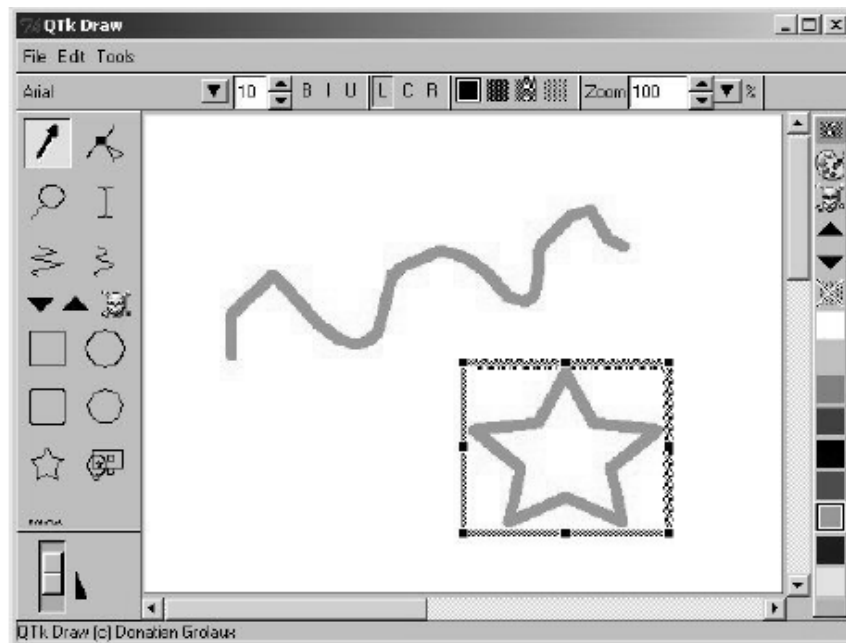 QTk Draw
File Edit Tools
Arial 10 B I U L C R Zoom 100 %
QTk Draw (c) Donatien Grolaux